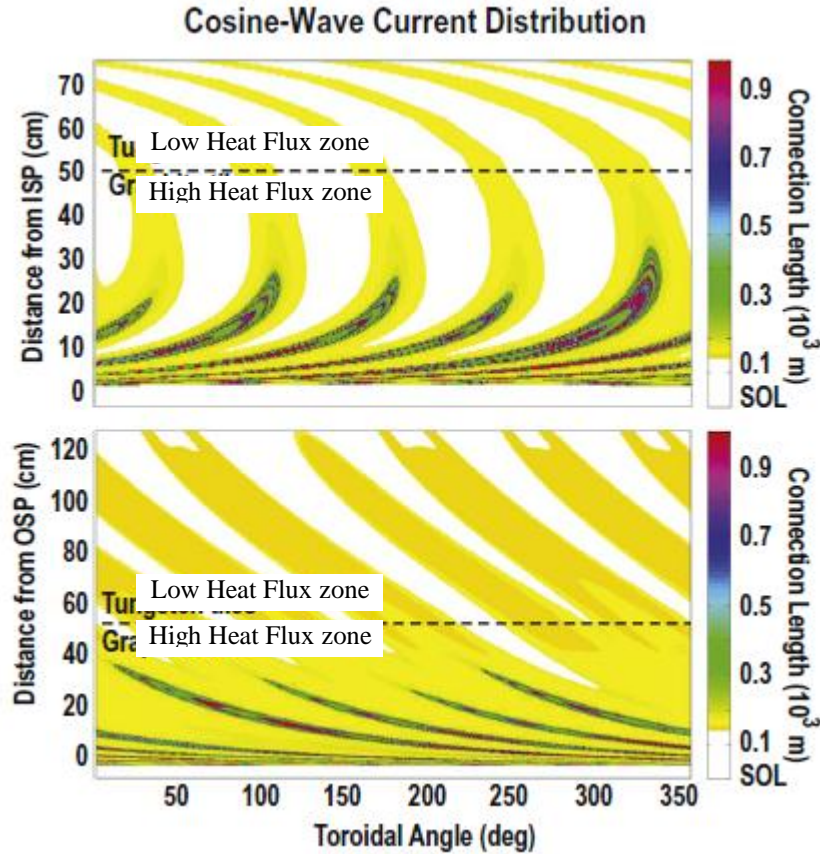 Cosine-Wave Current Distribution
Distance from ISP (cm)
70
60
50
40
30
20
10
0
Low Heat Flux zone
High Heat Flux zone
0.9
0.7
0.5
0.3
0.1
SOL
Connection Length (10³ m)
Distance from OSP (cm)
120
100
80
60
40
20
0
Low Heat Flux zone
High Heat Flux zone
0.9
0.7
0.5
0.3
0.1
SOL
Connection Length (10³ m)
50 100 150 200 250 300 350
Toroidal Angle (deg)